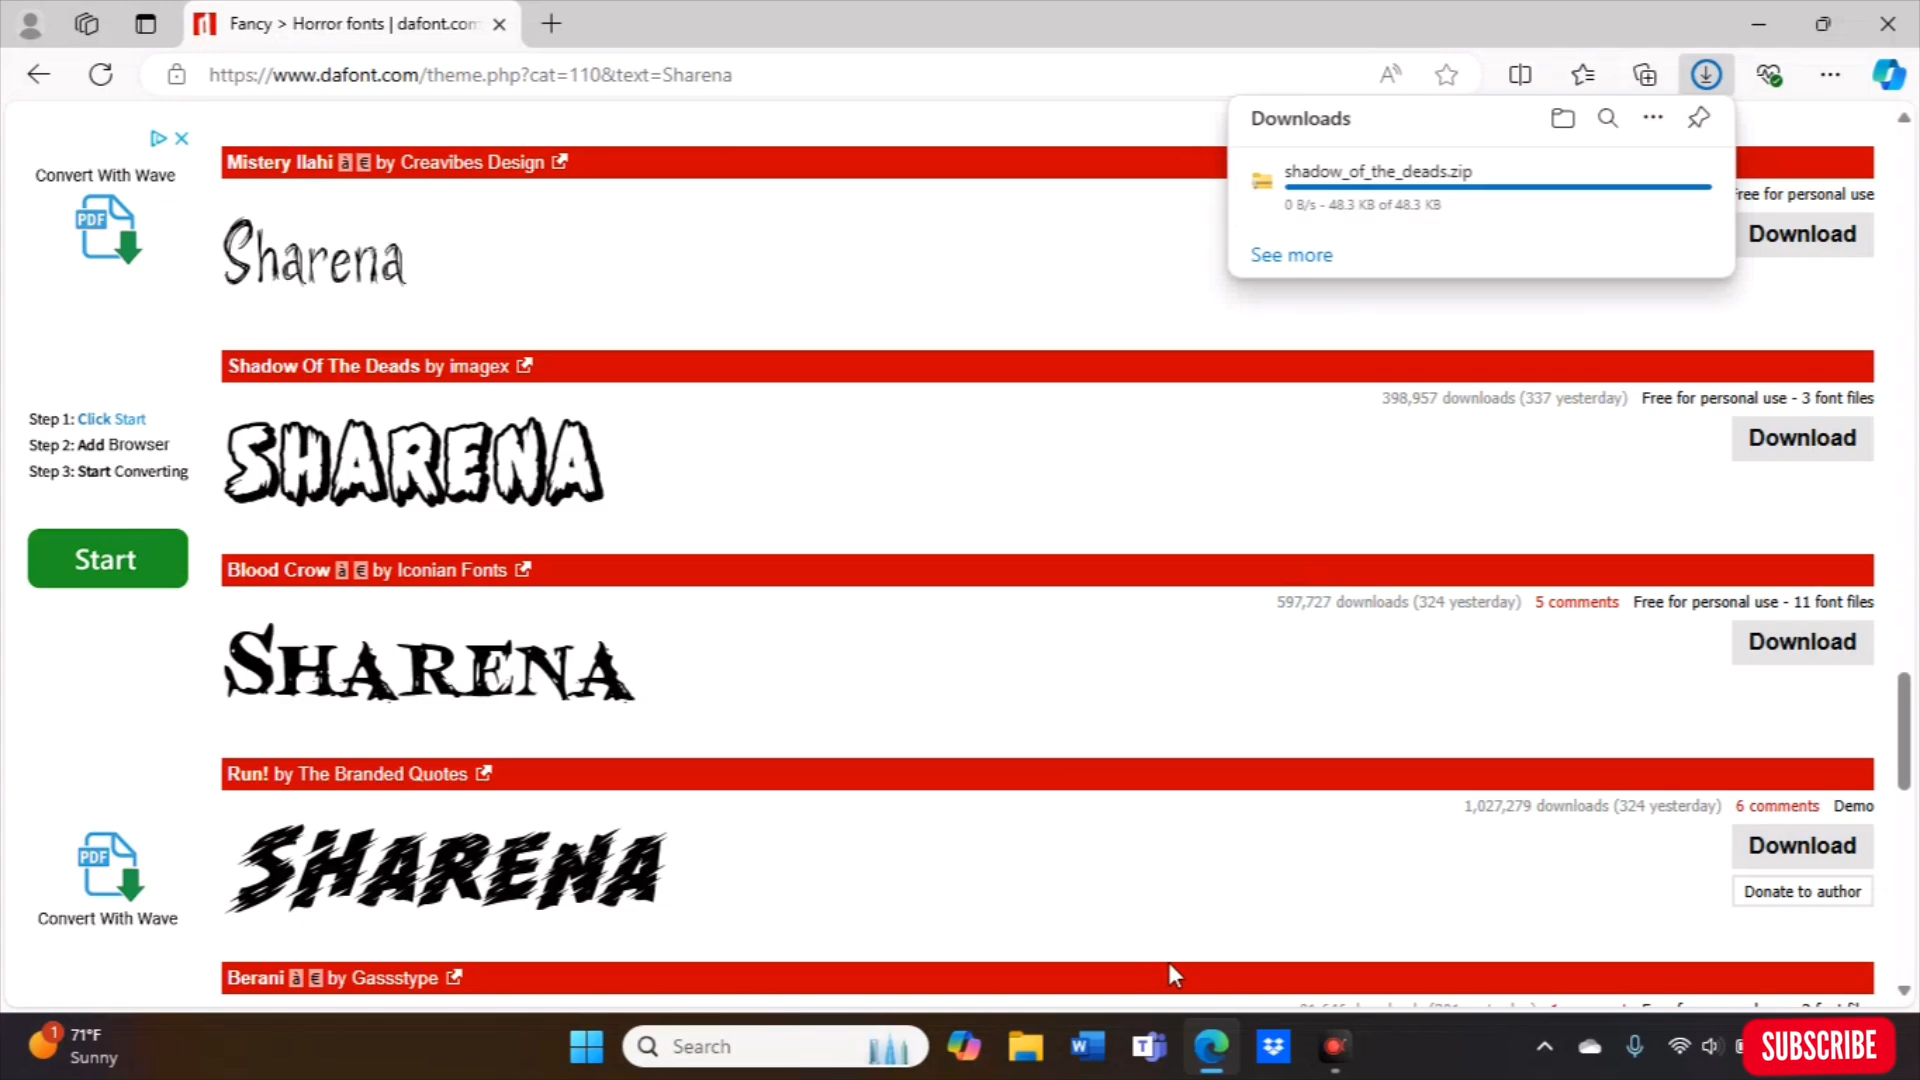 Fancy > Horror fonts | dafont.com
https://www.dafont.com/theme.php?cat=110&text=Sharena
Downloads
shadow_of_the_deads.zip
0 B/s - 48.3 KB of 48.3 KB
See more
Convert With Wave
PDF
Step 1: Click Start
Step 2: Add Browser
Step 3: Start Converting
Start
PDF
Convert With Wave
Mistery Ilahi à € by Creavibes Design
Free for personal use
Download
Sharena
Shadow Of The Deads by imagex
398,957 downloads (337 yesterday) Free for personal use - 3 font files
Download
SHARENA
Blood Crow à € by Iconian Fonts
597,727 downloads (324 yesterday) 5 comments Free for personal use - 11 font files
Download
SHARENA
Run! by The Branded Quotes
1,027,279 downloads (324 yesterday) 6 comments Demo
Download
Donate to author
SHARENA
Berani à € by Gassstype
1
71°F
Sunny
Search
SUBSCRIBE